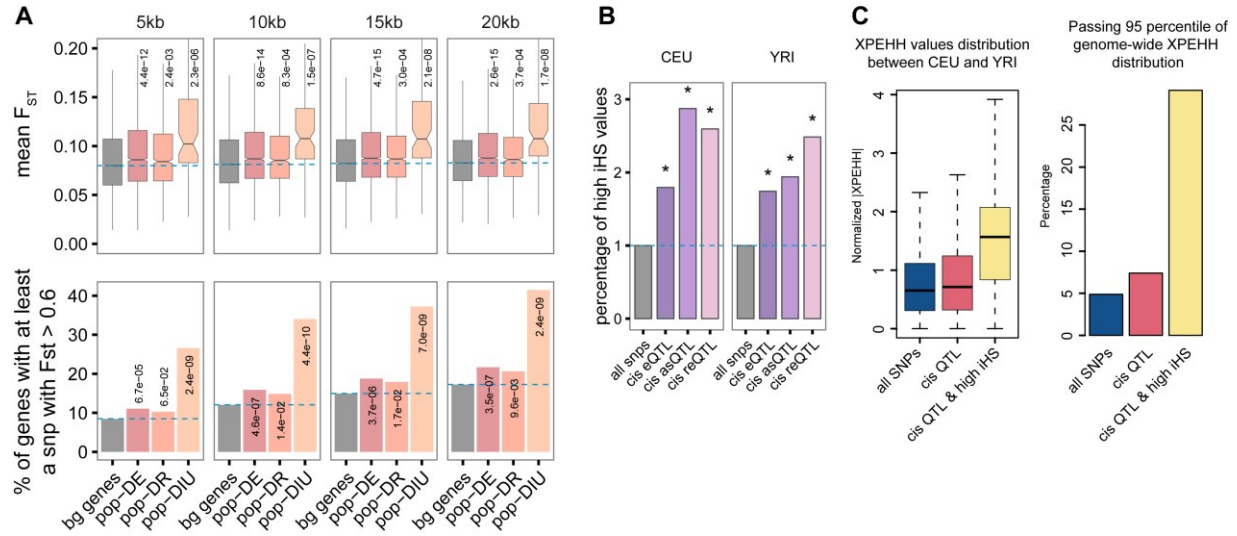 A
5kb
10kb
15kb
20kb
mean FST
0.20
0.15
0.10
0.05
0.00
4.4e−12
2.4e−03
2.3e−06
8.6e−14
8.3e−04
1.5e−07
4.7e−15
3.0e−04
2.1e−08
2.6e−15
3.7e−04
1.7e−08
% of genes with at least
a snp with Fst > 0.6
40
30
20
10
0
6.7e−05
6.5e−02
2.4e−09
4.6e−07
1.4e−02
4.4e−10
3.7e−06
1.7e−02
7.0e−09
3.5e−07
9.6e−03
2.4e−09
bg genes
pop−DE
pop−DR
pop−DIU
bg genes
pop−DE
pop−DR
pop−DIU
bg genes
pop−DE
pop−DR
pop−DIU
bg genes
pop−DE
pop−DR
pop−DIU
B
CEU
YRI
percentage of high iHS values
3
2
1
0
*
*
*
*
*
*
all snps
cis eQTL
cis asQTL
cis reQTL
all snps
cis eQTL
cis asQTL
cis reQTL
C
XPEHH values distribution
between CEU and YRI
Normalized |XPEHH|
4
3
2
1
0
all SNPs
cis QTL
cis QTL & high iHS
Passing 95 percentile of
genome-wide XPEHH
distribution
Percentage
25
20
15
10
5
0
all SNPs
cis QTL
cis QTL & high iHS